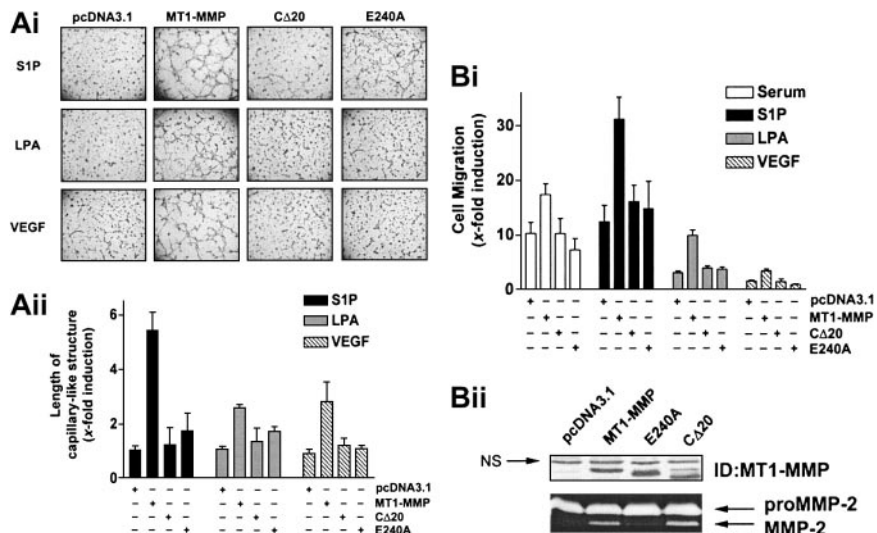 Ai
pcDNA3.1 MT1-MMP CΔ20 E240A
S1P
LPA
VEGF
Aii
Length of
capillary-like structure
(x-fold induction)
6
4
2
0
S1P
LPA
VEGF
+ – – – + – – – + – – – pcDNA3.1
– + – – – + – – – + – – MT1-MMP
– – + – – – + – – – + – CΔ20
– – – + – – – + – – – + E240A
Bi
Cell Migration
(x-fold induction)
30
20
10
0
Serum
S1P
LPA
VEGF
+ – – – + – – – + – – – + – – – pcDNA3.1
– + – – – + – – – + – – – + – – MT1-MMP
– – + – – – + – – – + – – – + – CΔ20
– – – + – – – + – – – + – – – + E240A
Bii
pcDNA3.1 MT1-MMP E240A CΔ20
NS
ID:MT1-MMP
proMMP-2
MMP-2